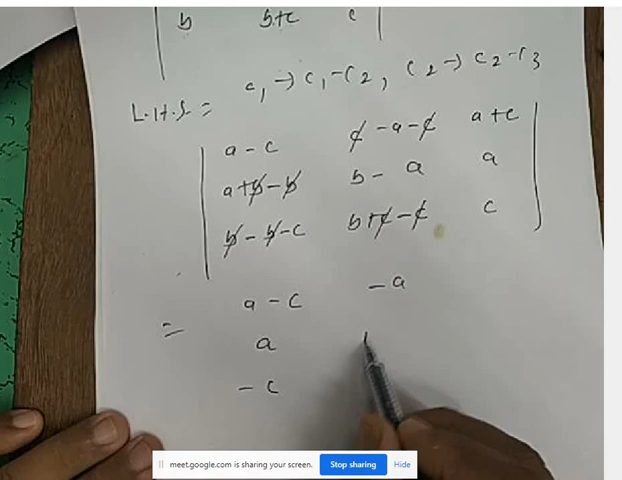 b b+c c
c₁ → c₁-c₂, c₂ → c₂-c₃
L.H.S =
a - c c̸ - a - c̸ a + c
a + b̸ - b̸ b - a a
b̸ - b̸ - c b + c̸ - c̸ c
= a - c - a
a
- c
meet.google.com is sharing your screen. Stop sharing Hide